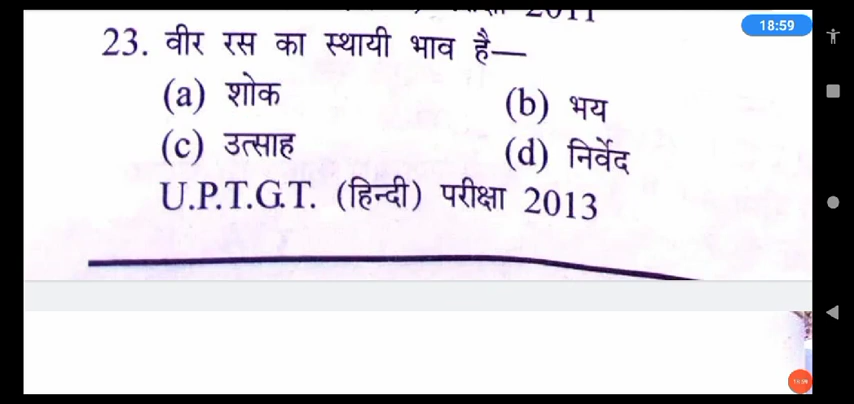 18:59
23. वीर रस का स्थायी भाव है—
(a) शोक (b) भय
(c) उत्साह (d) निर्वेद
U.P.T.G.T. (हिन्दी) परीक्षा 2013